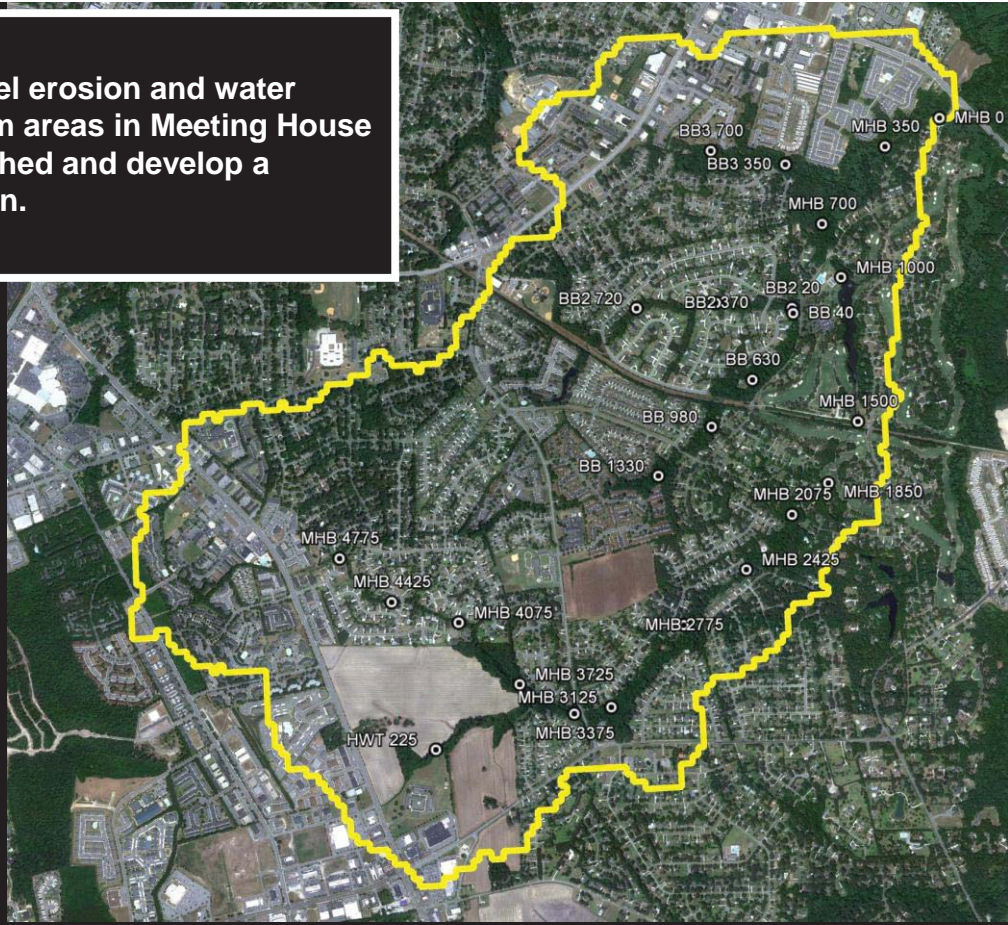 el erosion and water
m areas in Meeting House
hed and develop a
n.
MHB 0
MHB 350
BB3 700
BB3 350
MHB 700
MHB 1000
BB2 20
BB2 720
BB2 370
BB 40
BB 630
MHB 1500
BB 980
BB 1330
MHB 1850
MHB 2075
MHB 2425
MHB 4775
MHB 4425
MHB 4075
MHB 2775
MHB 3725
MHB 3125
MHB 3375
HWT 225